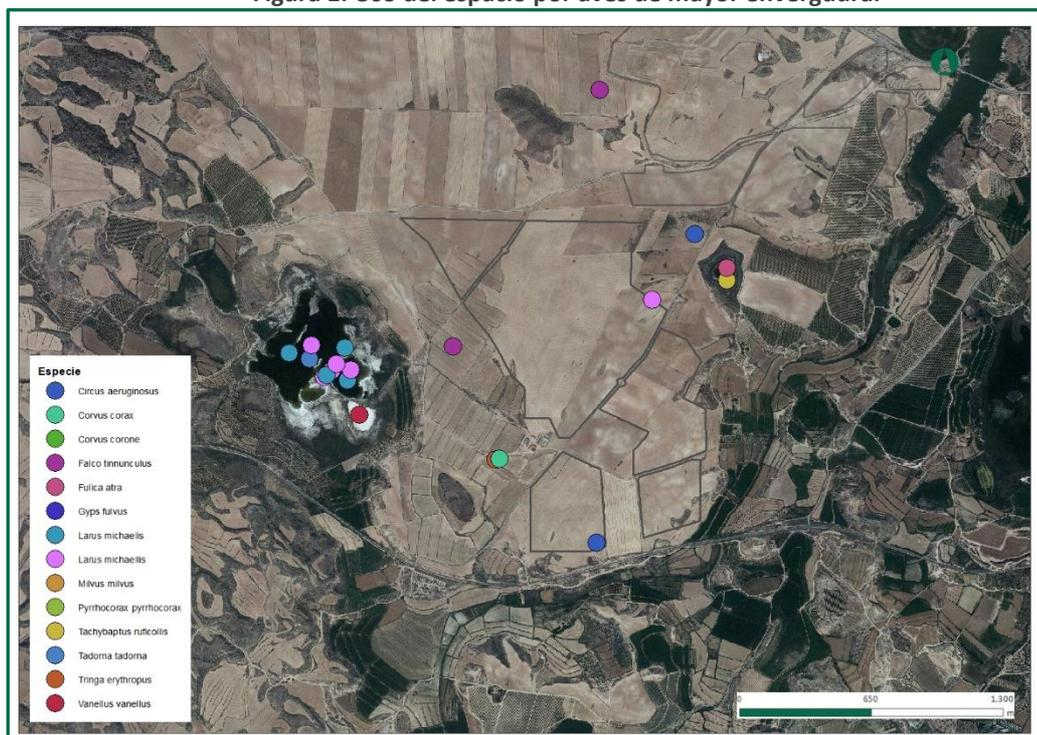 Figura 2. Uso del espacio por aves de mayor envergadura.
Especie
Circus aeruginosus
Corvus corax
Corvus corone
Falco tinnunculus
Fulica atra
Gyps fulvus
Larus michaelis
Larus michaellis
Milvus milvus
Pyrrhocorax pyrrhocorax
Tachybaptus ruficollis
Tadorna tadorna
Tringa erythropus
Vanellus vanellus
0 650 1.300
m